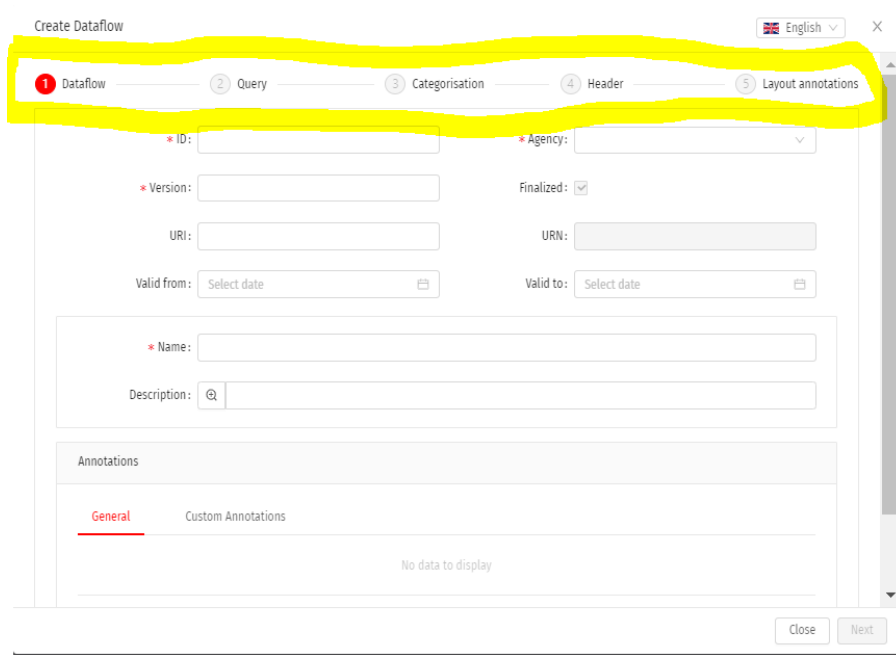 Create Dataflow English
1 Dataflow 2 Query 3 Categorisation 4 Header 5 Layout annotations
* ID: * Agency:
* Version: Finalized:
URI: URN:
Valid from: Select date Valid to: Select date
* Name:
Description:
Annotations
General Custom Annotations
No data to display
Close Next